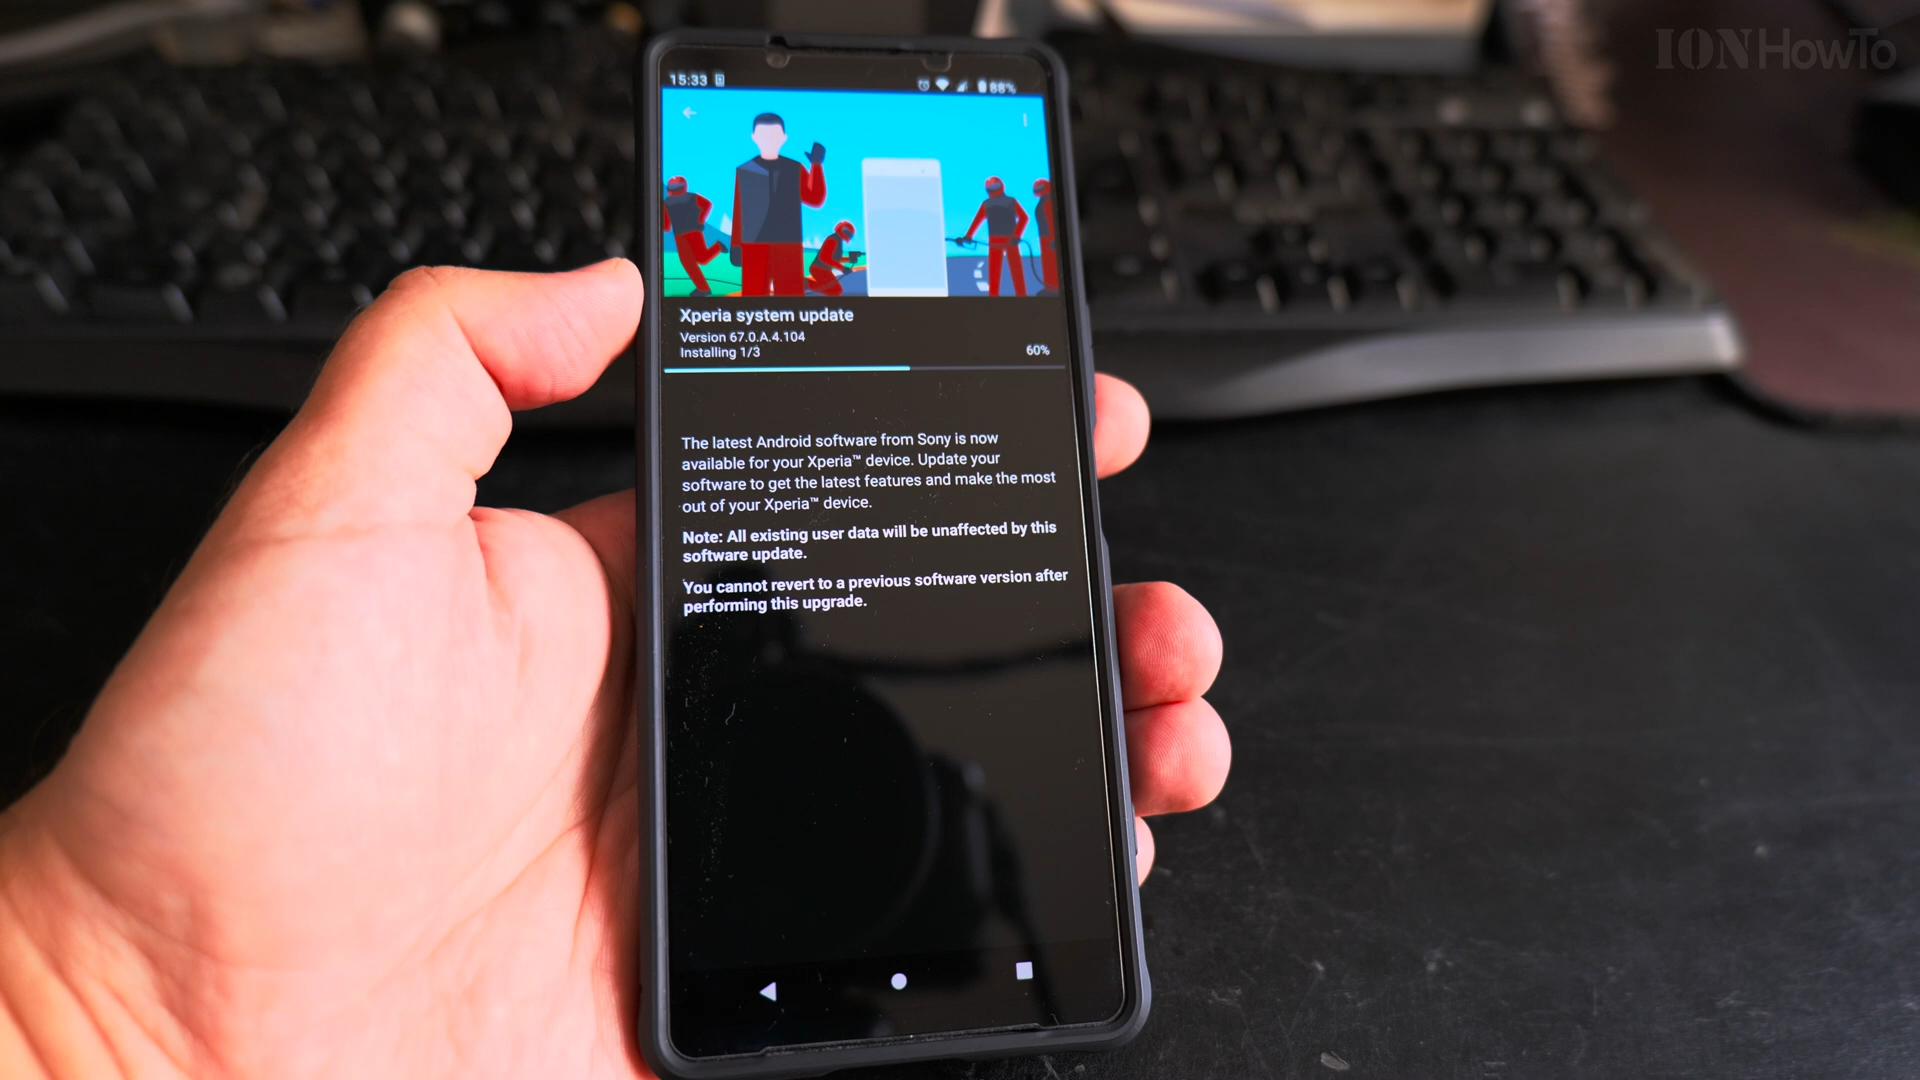 IONHowTo
15:33
88%
Xperia system update
Version 67.0.A.4.104
Installing 1/3
60%
The latest Android software from Sony is now
available for your Xperia™ device. Update your
software to get the latest features and make the most
out of your Xperia™ device.
Note: All existing user data will be unaffected by this
software update.
You cannot revert to a previous software version after
performing this upgrade.